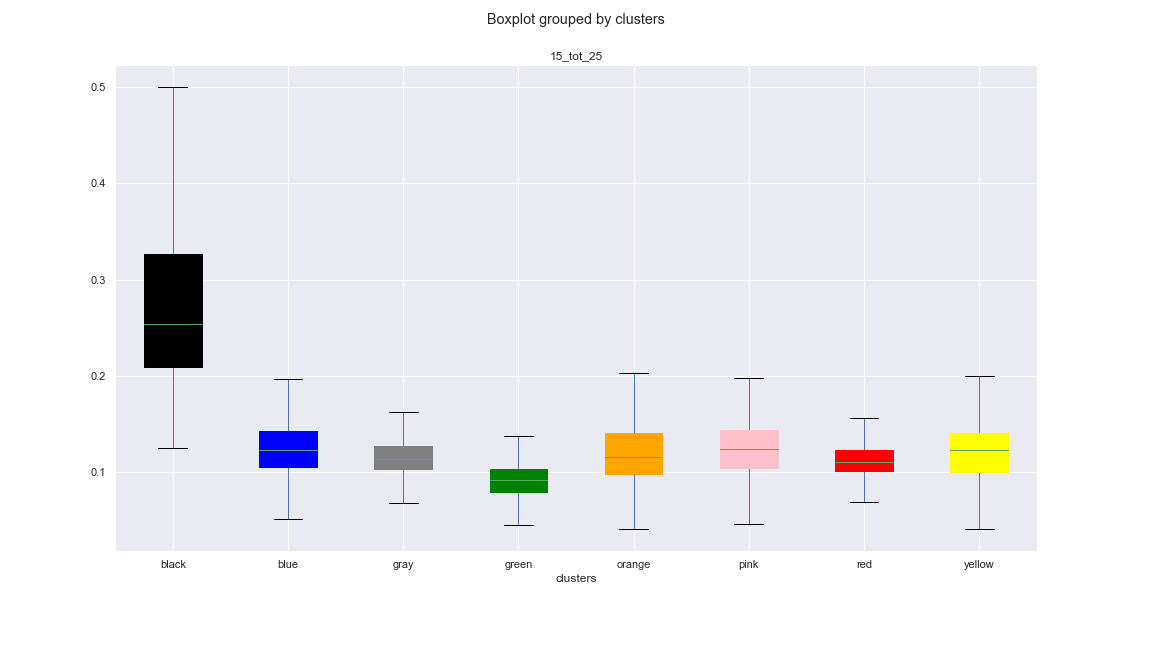 Boxplot grouped by clusters
15_tot_25
0.5
0.4
0.3
0.2
0.1
black blue gray green orange pink red yellow
clusters